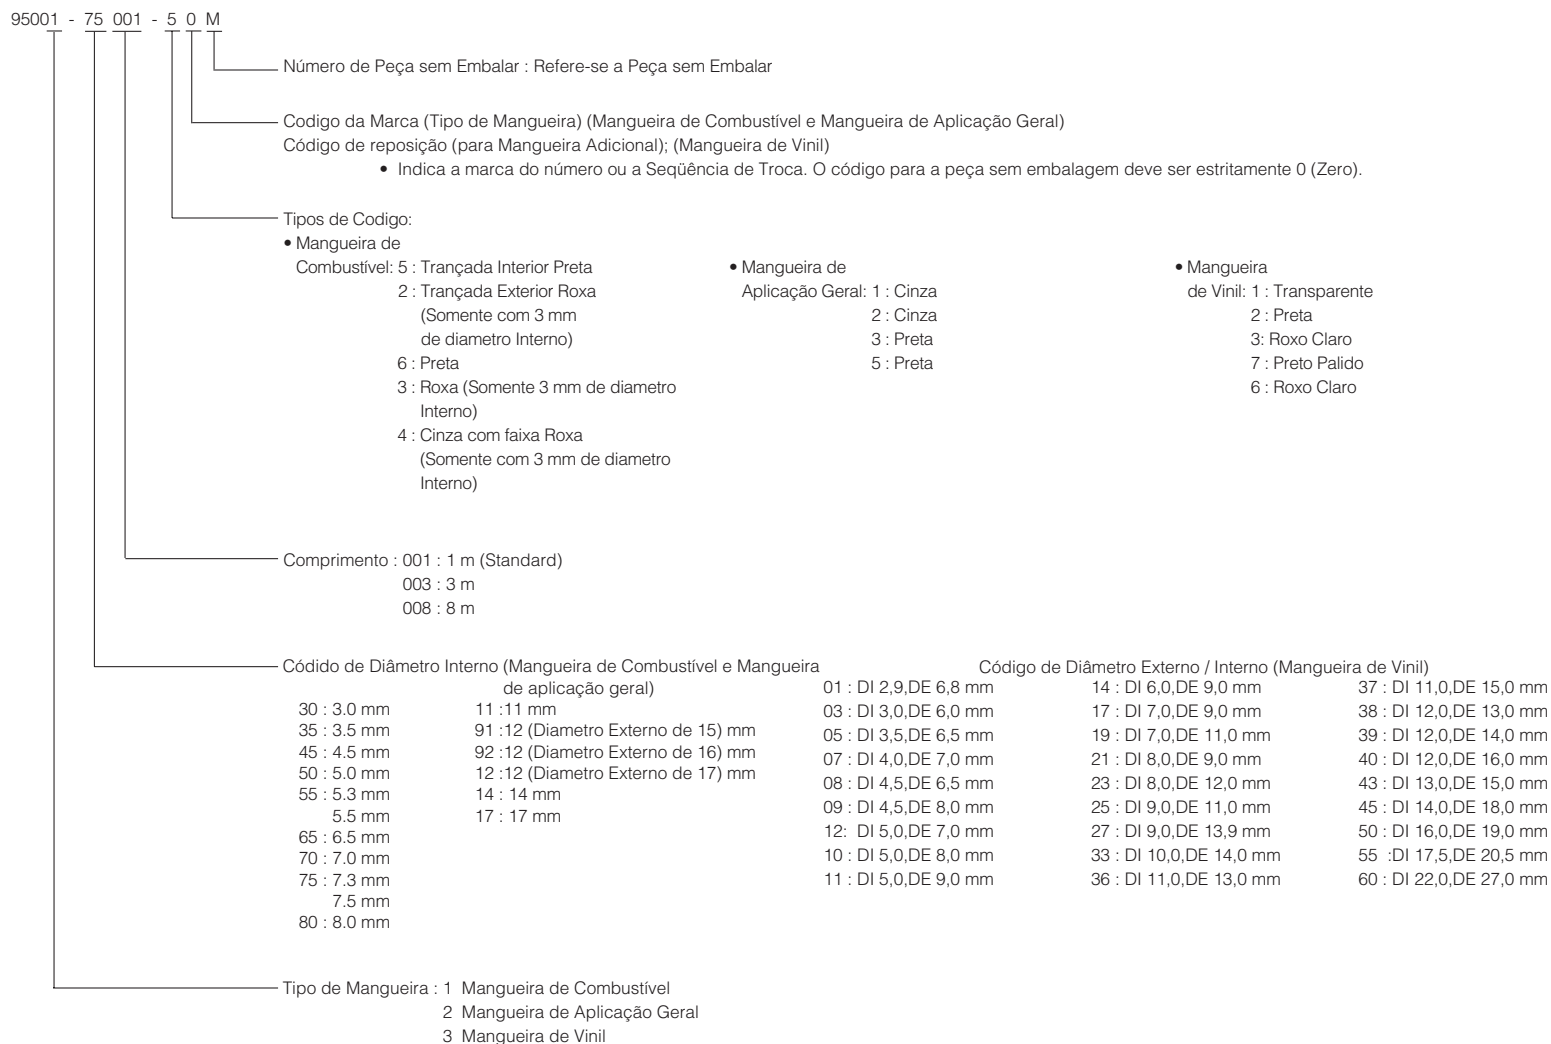 95001 - 75 001 - 5 0 M
Número de Peça sem Embalar : Refere-se a Peça sem Embalar
Codigo da Marca (Tipo de Mangueira) (Mangueira de Combustível e Mangueira de Aplicação Geral)
Código de reposição (para Mangueira Adicional); (Mangueira de Vinil)
• Indica a marca do número ou a Seqüência de Troca. O código para a peça sem embalagem deve ser estritamente 0 (Zero).
Tipos de Codigo:
• Mangueira de
Combustível: 5 : Trançada Interior Preta
2 : Trançada Exterior Roxa
(Somente com 3 mm
de diametro Interno)
6 : Preta
3 : Roxa (Somente 3 mm de diametro
Interno)
4 : Cinza com faixa Roxa
(Somente com 3 mm de diametro
Interno)
• Mangueira de
Aplicação Geral: 1 : Cinza
2 : Cinza
3 : Preta
5 : Preta
• Mangueira
de Vinil: 1 : Transparente
2 : Preta
3: Roxo Claro
7 : Preto Palido
6 : Roxo Claro
Comprimento : 001 : 1 m (Standard)
003 : 3 m
008 : 8 m
Códido de Diâmetro Interno (Mangueira de Combustível e Mangueira
de aplicação geral)
30 : 3.0 mm
35 : 3.5 mm
45 : 4.5 mm
50 : 5.0 mm
55 : 5.3 mm
5.5 mm
65 : 6.5 mm
70 : 7.0 mm
75 : 7.3 mm
7.5 mm
80 : 8.0 mm
11 :11 mm
91 :12 (Diametro Externo de 15) mm
92 :12 (Diametro Externo de 16) mm
12 :12 (Diametro Externo de 17) mm
14 : 14 mm
17 : 17 mm
Código de Diâmetro Externo / Interno (Mangueira de Vinil)
01 : DI 2,9,DE 6,8 mm
03 : DI 3,0,DE 6,0 mm
05 : DI 3,5,DE 6,5 mm
07 : DI 4,0,DE 7,0 mm
08 : DI 4,5,DE 6,5 mm
09 : DI 4,5,DE 8,0 mm
12: DI 5,0,DE 7,0 mm
10 : DI 5,0,DE 8,0 mm
11 : DI 5,0,DE 9,0 mm
14 : DI 6,0,DE 9,0 mm
17 : DI 7,0,DE 9,0 mm
19 : DI 7,0,DE 11,0 mm
21 : DI 8,0,DE 9,0 mm
23 : DI 8,0,DE 12,0 mm
25 : DI 9,0,DE 11,0 mm
27 : DI 9,0,DE 13,9 mm
33 : DI 10,0,DE 14,0 mm
36 : DI 11,0,DE 13,0 mm
37 : DI 11,0,DE 15,0 mm
38 : DI 12,0,DE 13,0 mm
39 : DI 12,0,DE 14,0 mm
40 : DI 12,0,DE 16,0 mm
43 : DI 13,0,DE 15,0 mm
45 : DI 14,0,DE 18,0 mm
50 : DI 16,0,DE 19,0 mm
55 :DI 17,5,DE 20,5 mm
60 : DI 22,0,DE 27,0 mm
Tipo de Mangueira : 1 Mangueira de Combustível
2 Mangueira de Aplicação Geral
3 Mangueira de Vinil